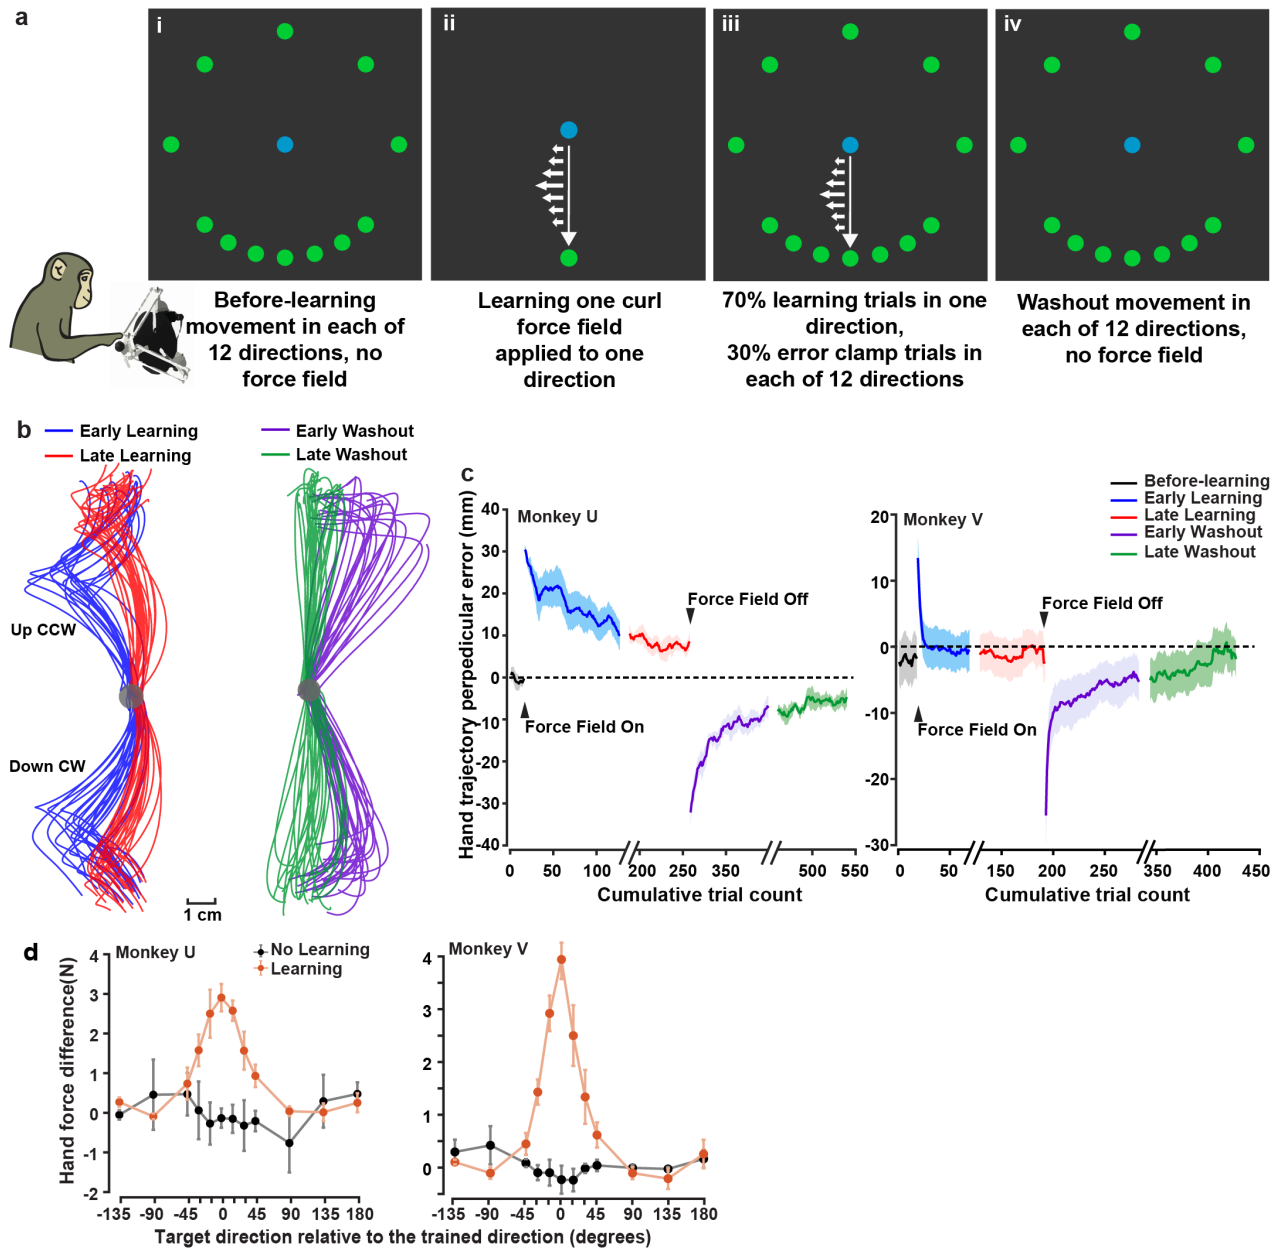 a
i
ii
iii
iv
Before-learning
movement in each of
12 directions, no
force field
Learning one curl
force field
applied to one
direction
70% learning trials in one
direction,
30% error clamp trials in
each of 12 directions
Washout movement in
each of 12 directions,
no force field
b
Early Learning
Late Learning
Early Washout
Late Washout
Up CCW
Down CW
1 cm
c
Before-learning
Early Learning
Late Learning
Early Washout
Late Washout
Hand trajectory perpedicular error (mm)
Monkey U
40
30
20
10
0
-10
-20
-30
-40
Force Field On
Force Field Off
0
50
100
200
250
500
550
Cumulative trial count
Monkey V
20
10
0
-10
-20
-30
Force Field On
Force Field Off
0
50
150
200
250
350
400
450
Cumulative trial count
d
Hand force difference(N)
Monkey U
No Learning
Learning
4
3
2
1
0
-1
-2
-135
-90
-45
0
45
90
135
180
Monkey V
4
3
2
1
0
-135
-90
-45
0
45
90
135
180
Target direction relative to the trained direction (degrees)